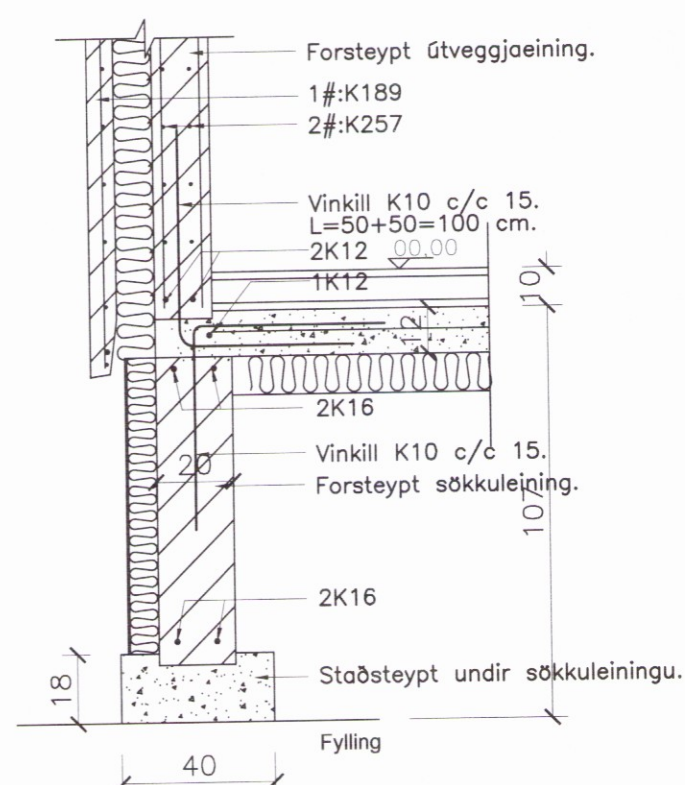 Forsteypt útveggjaeining.
1#:K189
2#:K257
Vinkill K10 c/c 15.
L=50+50=100 cm.
2K12
00,00
10
1K12
12
2K16
Vinkill K10 c/c 15.
20
Forsteypt sökkuleining.
107
2K16
Staðsteypt undir sökkuleiningu.
18
Fylling
40